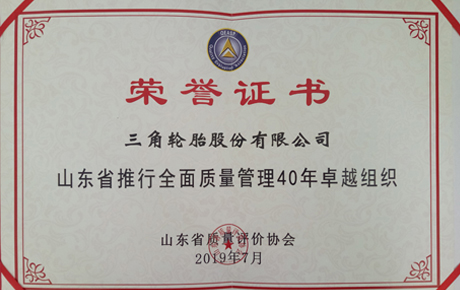 荣誉证书
三角轮胎股份有限公司
山东省推行全面质量管理40年卓越组织
山东省质量评价协会
2019年7月